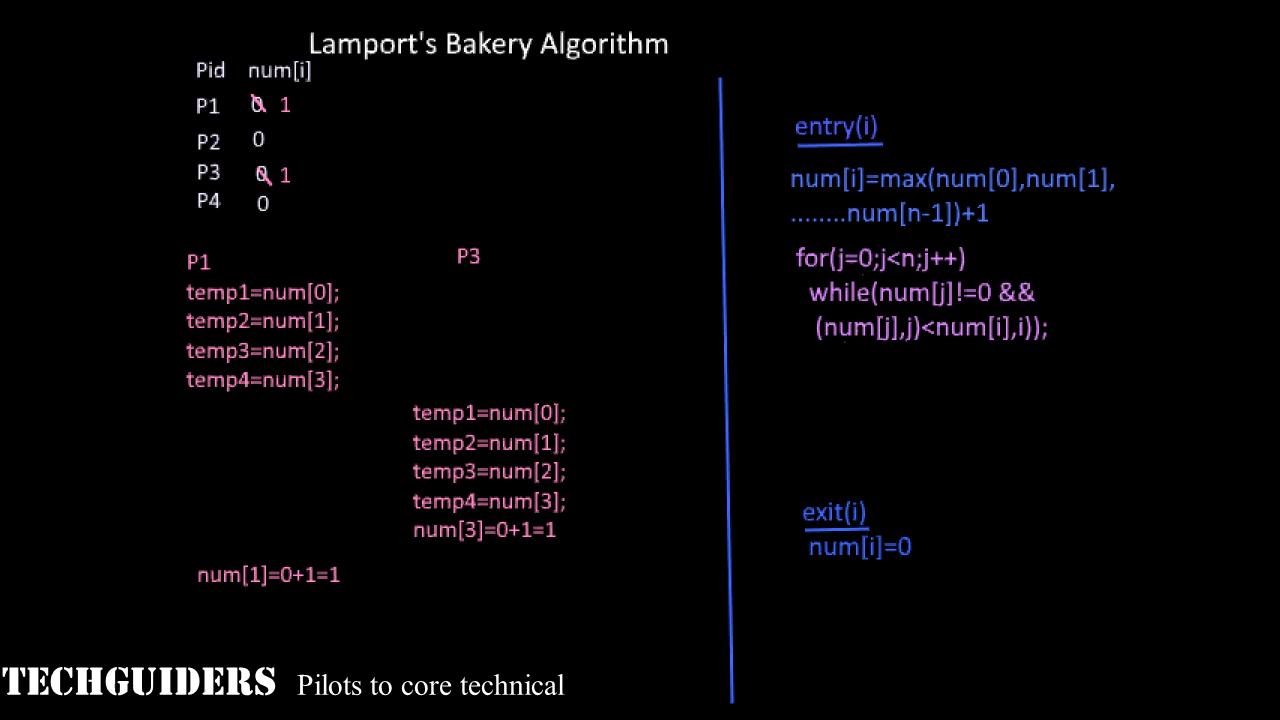 Lamport's Bakery Algorithm
Pid num[i]
P1 0 1
P2 0
P3 0 1
P4 0
P1
temp1=num[0];
temp2=num[1];
temp3=num[2];
temp4=num[3];
num[1]=0+1=1
P3
temp1=num[0];
temp2=num[1];
temp3=num[2];
temp4=num[3];
num[3]=0+1=1
entry(i)
num[i]=max(num[0],num[1],
........num[n-1])+1
for(j=0;j<n;j++)
while(num[j]!=0 &&
(num[j],j)<num[i],i));
exit(i)
num[i]=0
TECHGUIDERS Pilots to core technical